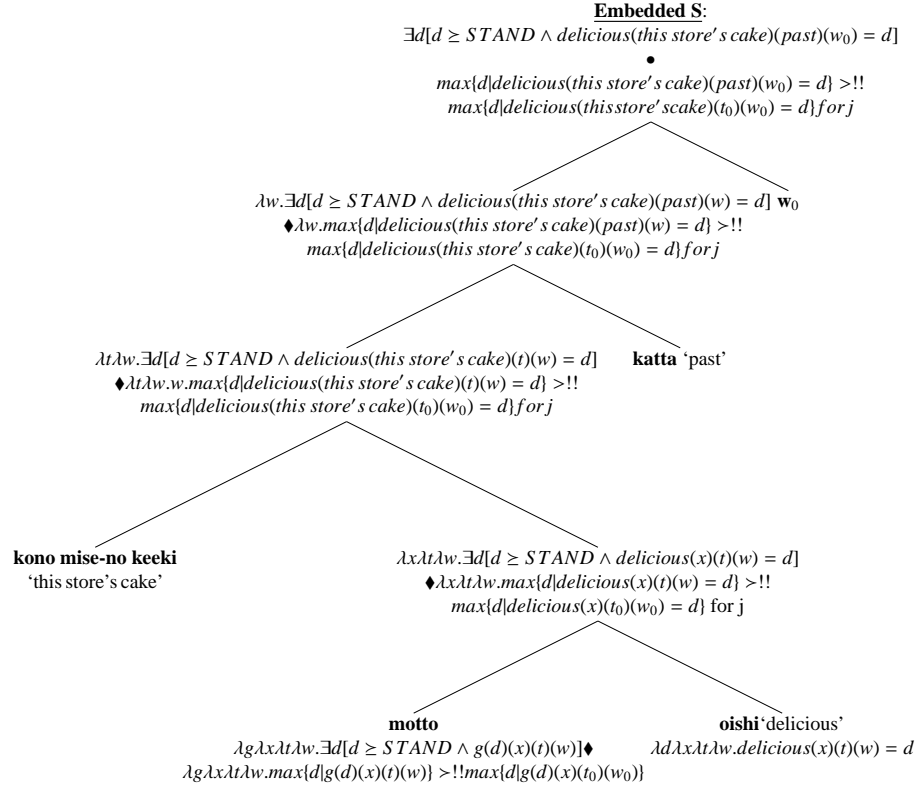 Embedded S:
∃d[d ⪰ STAND ∧ delicious(this store's cake)(past)(w₀) = d]
•
max{d|delicious(this store's cake)(past)(w₀) = d} >!!
max{d|delicious(thisstore'scake)(t₀)(w₀) = d}forj
λw.∃d[d ⪰ STAND ∧ delicious(this store's cake)(past)(w) = d] w₀
♦λw.max{d|delicious(this store's cake)(past)(w) = d} >!!
max{d|delicious(this store's cake)(t₀)(w₀) = d}forj
λtλw.∃d[d ⪰ STAND ∧ delicious(this store's cake)(t)(w) = d]
♦λtλw.w.max{d|delicious(this store's cake)(t)(w) = d} >!!
max{d|delicious(this store's cake)(t₀)(w₀) = d}forj
katta 'past'
kono mise-no keeki
'this store's cake'
λxλtλw.∃d[d ⪰ STAND ∧ delicious(x)(t)(w) = d]
♦λxλtλw.max{d|delicious(x)(t)(w) = d} >!!
max{d|delicious(x)(t₀)(w₀) = d} for j
motto
λgλxλtλw.∃d[d ⪰ STAND ∧ g(d)(x)(t)(w)]♦
λgλxλtλw.max{d|g(d)(x)(t)(w)} >!!max{d|g(d)(x)(t₀)(w₀)}
oishi'delicious'
λdλxλtλw.delicious(x)(t)(w) = d